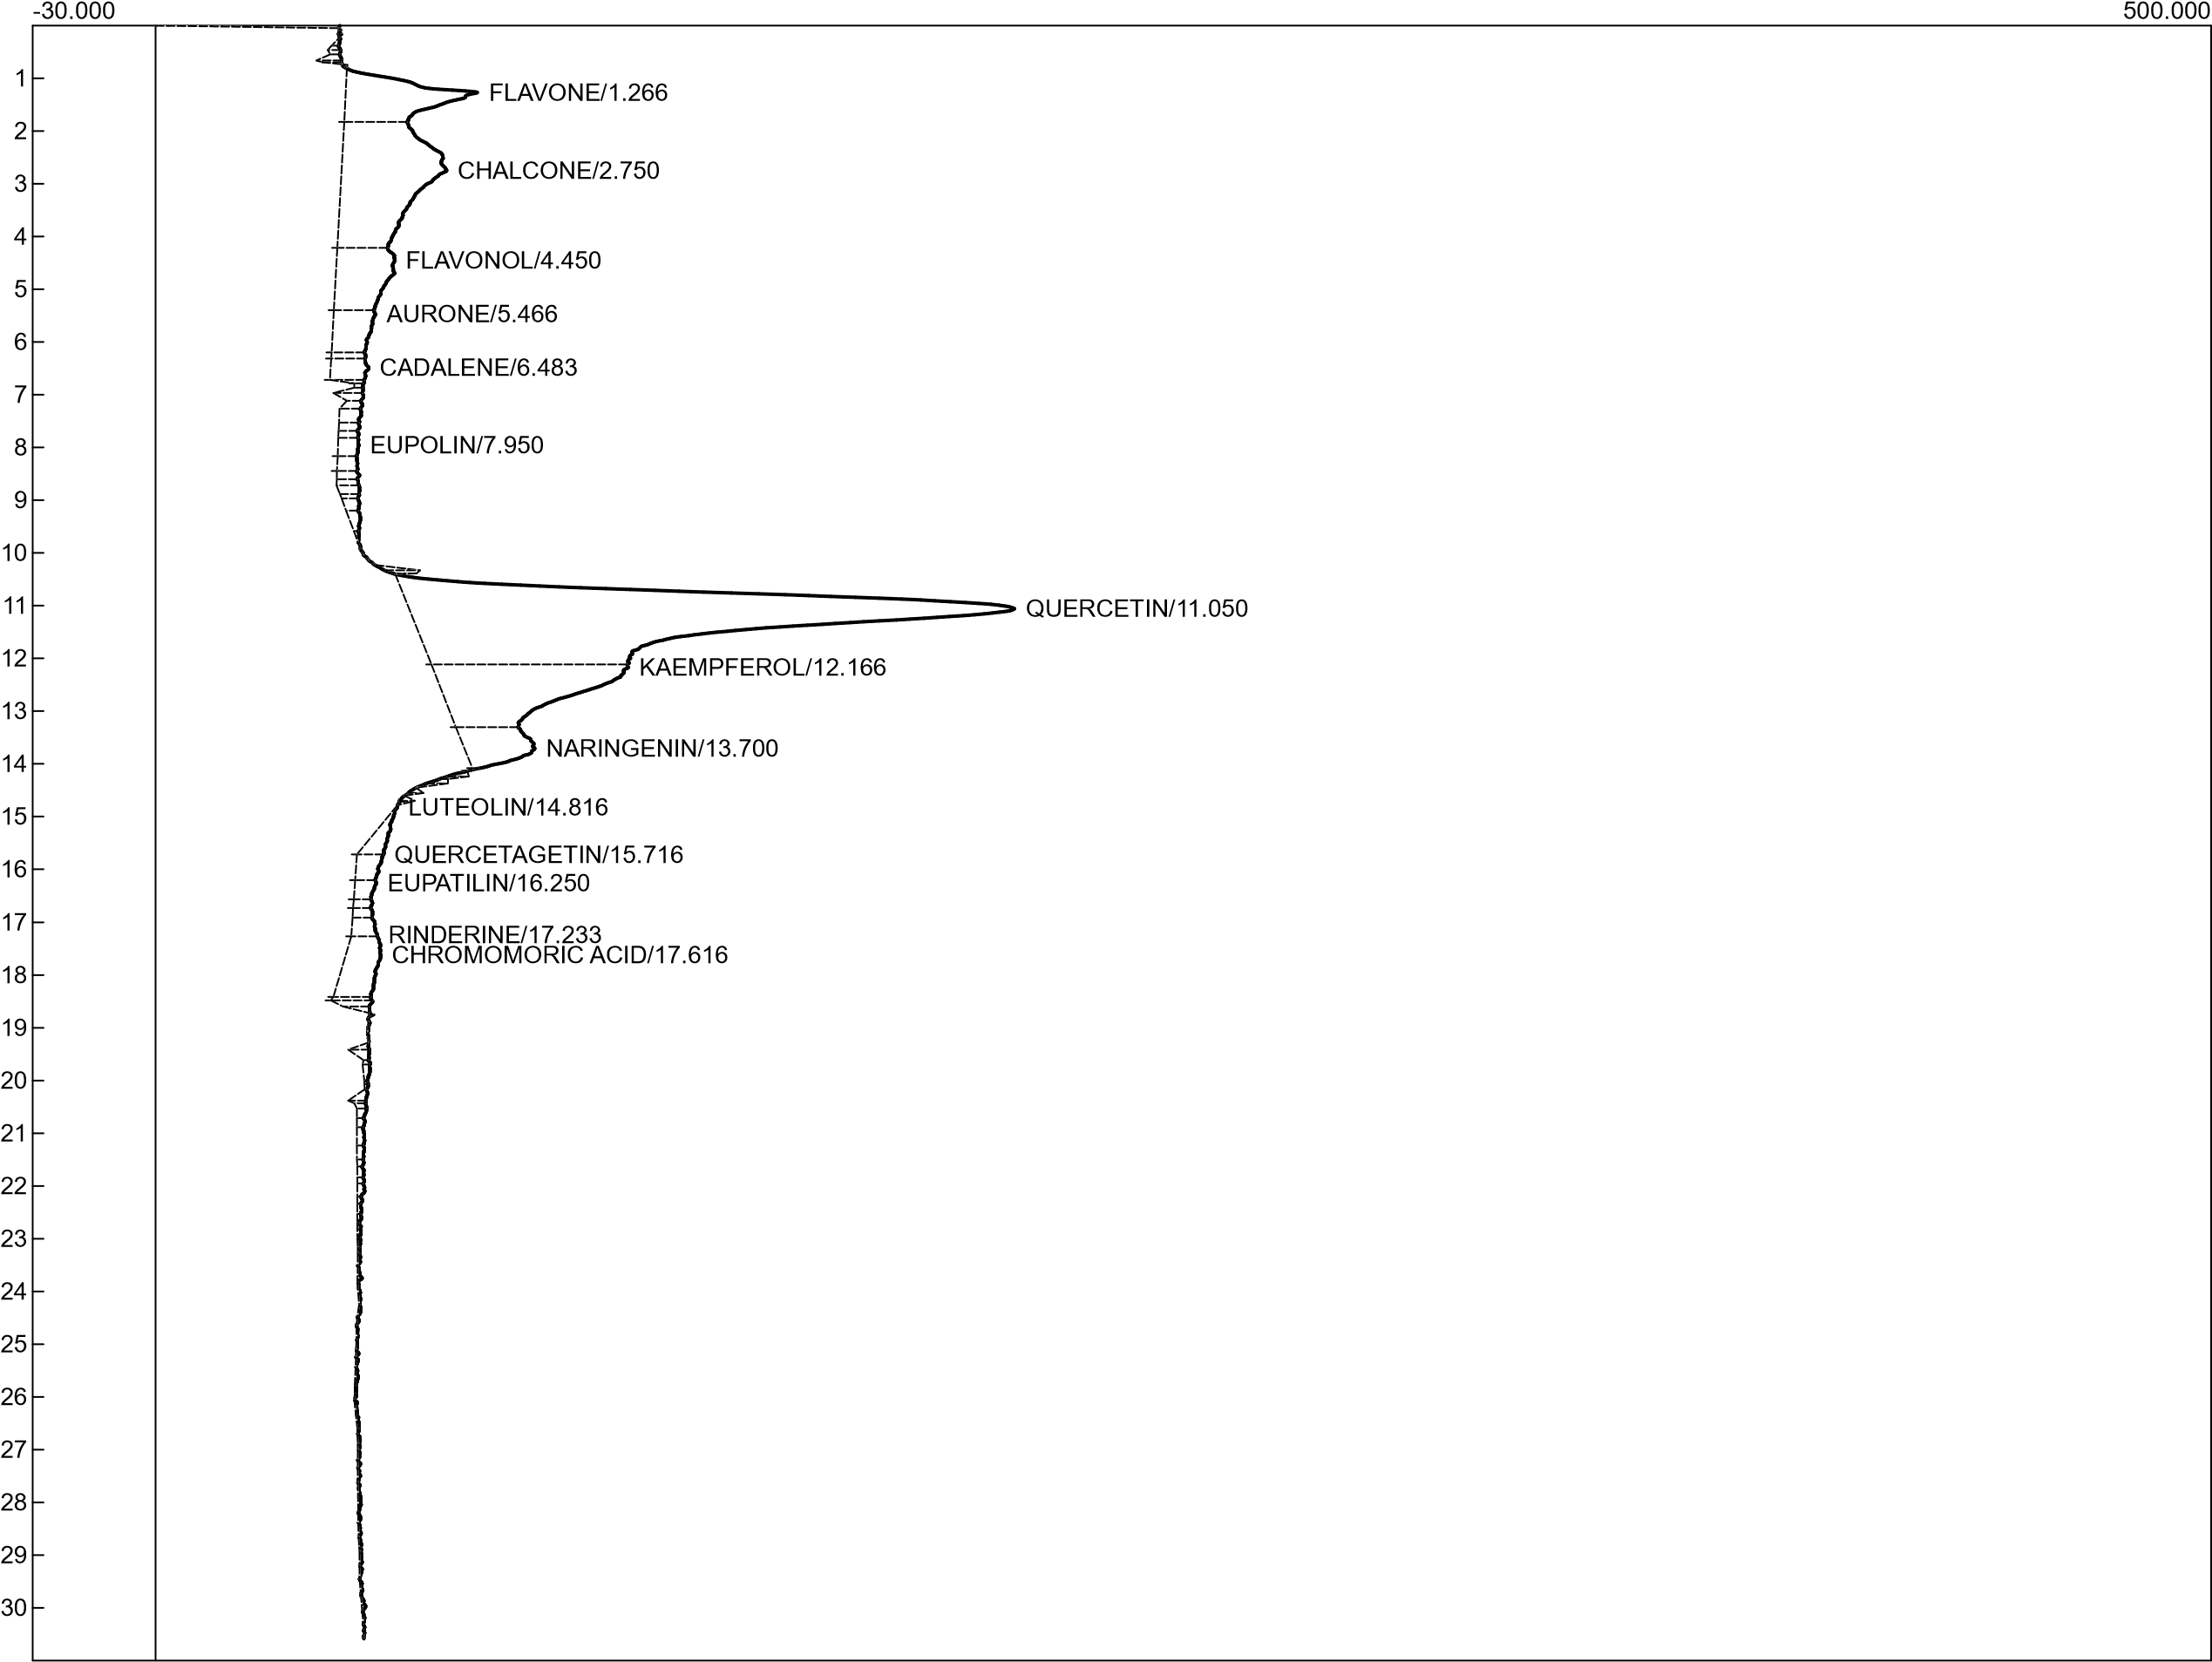 -30.000 500.000
1
FLAVONE/1.266
2
CHALCONE/2.750
3
4
FLAVONOL/4.450
5
AURONE/5.466
6
CADALENE/6.483
7
EUPOLIN/7.950
8
9
10
11
QUERCETIN/11.050
12
KAEMPFEROL/12.166
13
NARINGENIN/13.700
14
LUTEOLIN/14.816
15
QUERCETAGETIN/15.716
16
EUPATILIN/16.250
17
RINDERINE/17.233
CHROMOMORIC ACID/17.616
18
19
20
21
22
23
24
25
26
27
28
29
30